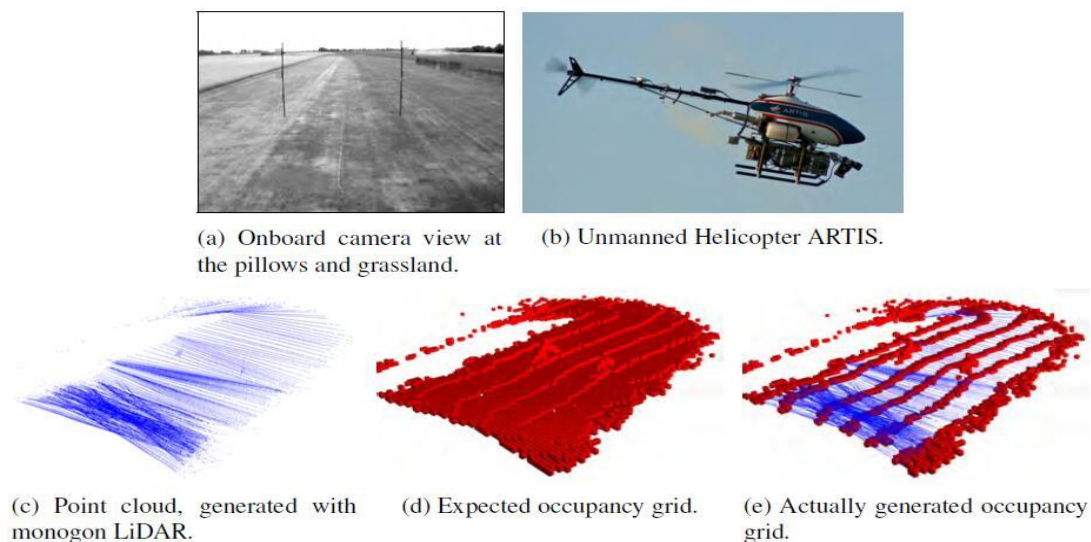 ARTIS
(a) Onboard camera view at
the pillows and grassland.
(b) Unmanned Helicopter ARTIS.
(c) Point cloud, generated with
monogon LiDAR.
(d) Expected occupancy grid.
(e) Actually generated occupancy
grid.